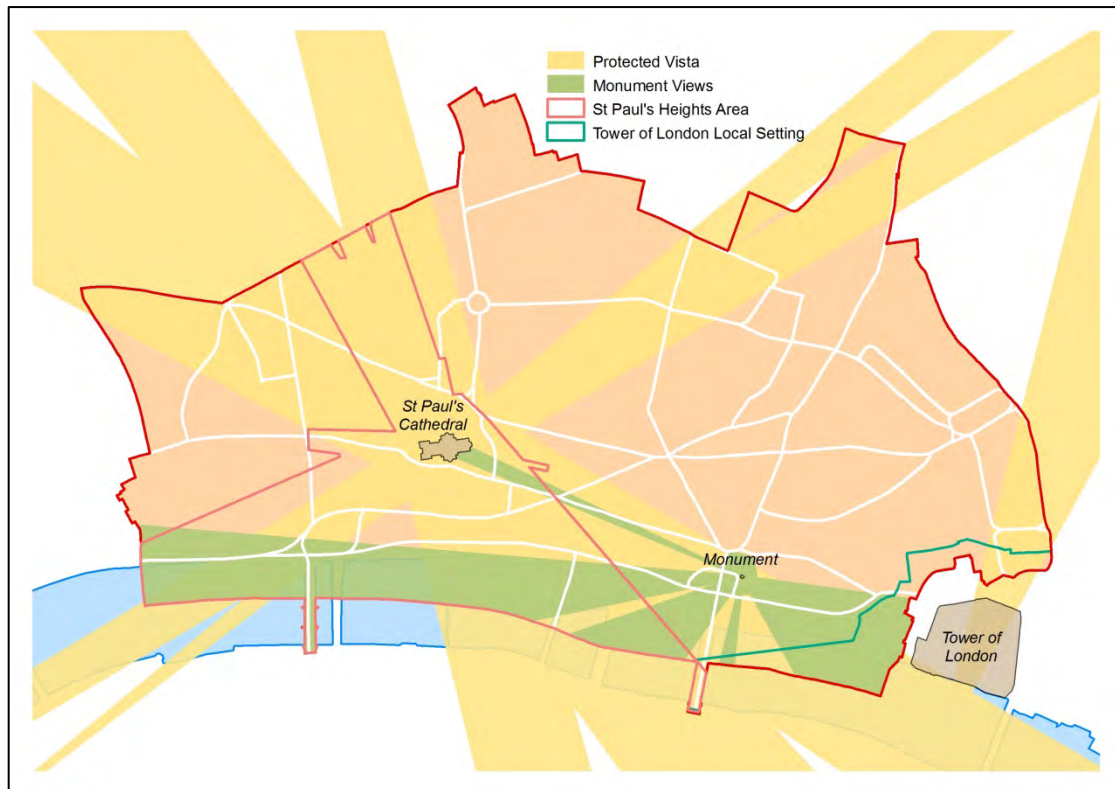 Protected Vista
Monument Views
St Paul's Heights Area
Tower of London Local Setting
St Paul's
Cathedral
Monument
Tower of
London